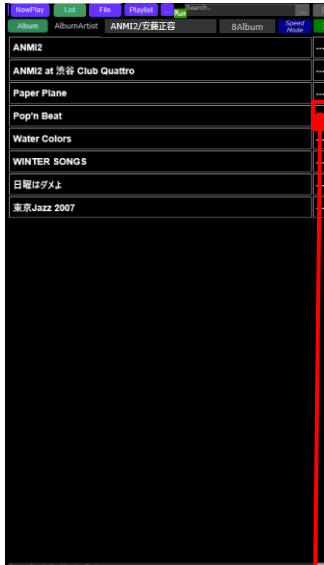 NowPlay List File Playlist ... Search..
Run
Album AlbumArtist ANMI2/安藤正容 8Album Speed Mode
ANMI2
ANMI2 at 渋谷 Club Quattro
Paper Plane
Pop'n Beat
Water Colors
WINTER SONGS
日曜はダメよ
東京Jazz 2007